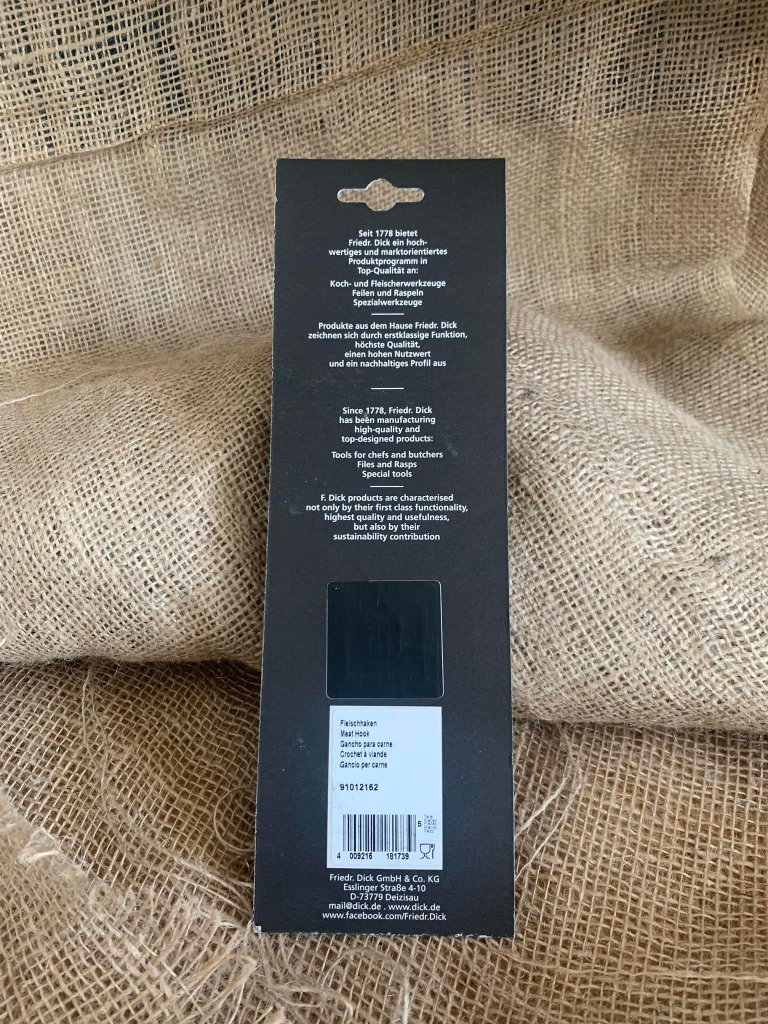 Seit 1778 bietet
Friedr. Dick ein hoch-
wertiges und marktorientiertes
Produktprogramm in
Top-Qualität an:
Koch- und Fleischerwerkzeuge
Feilen und Raspeln
Spezialwerkzeuge
Produkte aus dem Hause Friedr. Dick
zeichnen sich durch erstklassige Funktion,
höchste Qualität,
einen hohen Nutzwert
und ein nachhaltiges Profil aus
Since 1778, Friedr. Dick
has been manufacturing
high-quality and
top-designed products:
Tools for chefs and butchers
Files and Rasps
Special tools
F. Dick products are characterised
not only by their first class functionality,
highest quality and usefulness,
but also by their
sustainability contribution
Fleischhaken
Meat Hook
Gancho para carne
Crochet à viande
Gancio per carne
91012162
5
4 009216 181739
Friedr. Dick GmbH & Co. KG
Esslinger Straße 4-10
D-73779 Deizisau
mail@dick.de . www.dick.de
www.facebook.com/Friedr.Dick